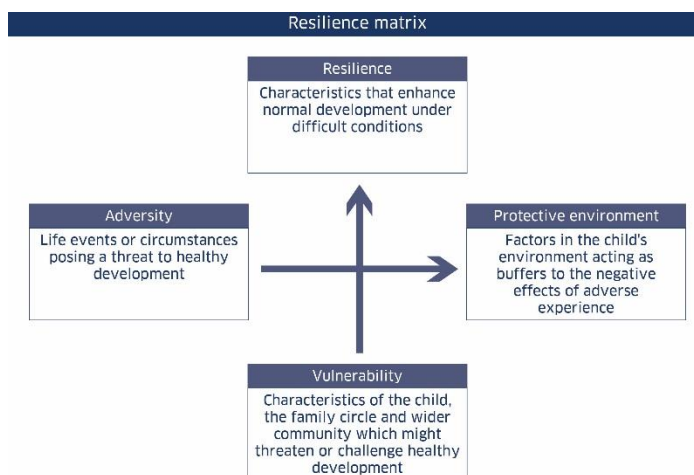 Resilience matrix
Resilience
Characteristics that enhance
normal development under
difficult conditions
Adversity
Life events or circumstances
posing a threat to healthy
development
Protective environment
Factors in the child's
environment acting as
buffers to the negative
effects of adverse
experience
Vulnerability
Characteristics of the child,
the family circle and wider
community which might
threaten or challenge healthy
development